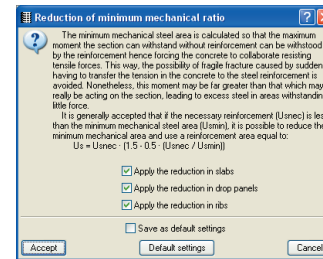 Reduction of minimum mechanical ratio
The minimum mechanical steel area is calculated so that the maximum
moment the section can withstand without reinforcement can be withstood
by the reinforcement hence forcing the concrete to collaborate resisting
tensile forces. This way, the possibility of fragile fracture caused by sudden
having to transfer the tension in the concrete to the steel reinforcement is
avoided. Nonetheless, this moment may be far greater than that which may
really be acting on the section, leading to excess steel in areas withstandin
little force.
It is generally accepted that if the necessary reinforcement (Usnec) is les
than the minimum mechanical steel area (Usmin), it is possible to reduce the
minimum mechanical area and use a reinforcement area equal to:
Us = Usnec · (1.5 - 0.5 · (Usnec / Usmin))
Apply the reduction in slabs
Apply the reduction in drop panels
Apply the reduction in ribs
Save as default settings
Accept Default settings Cancel